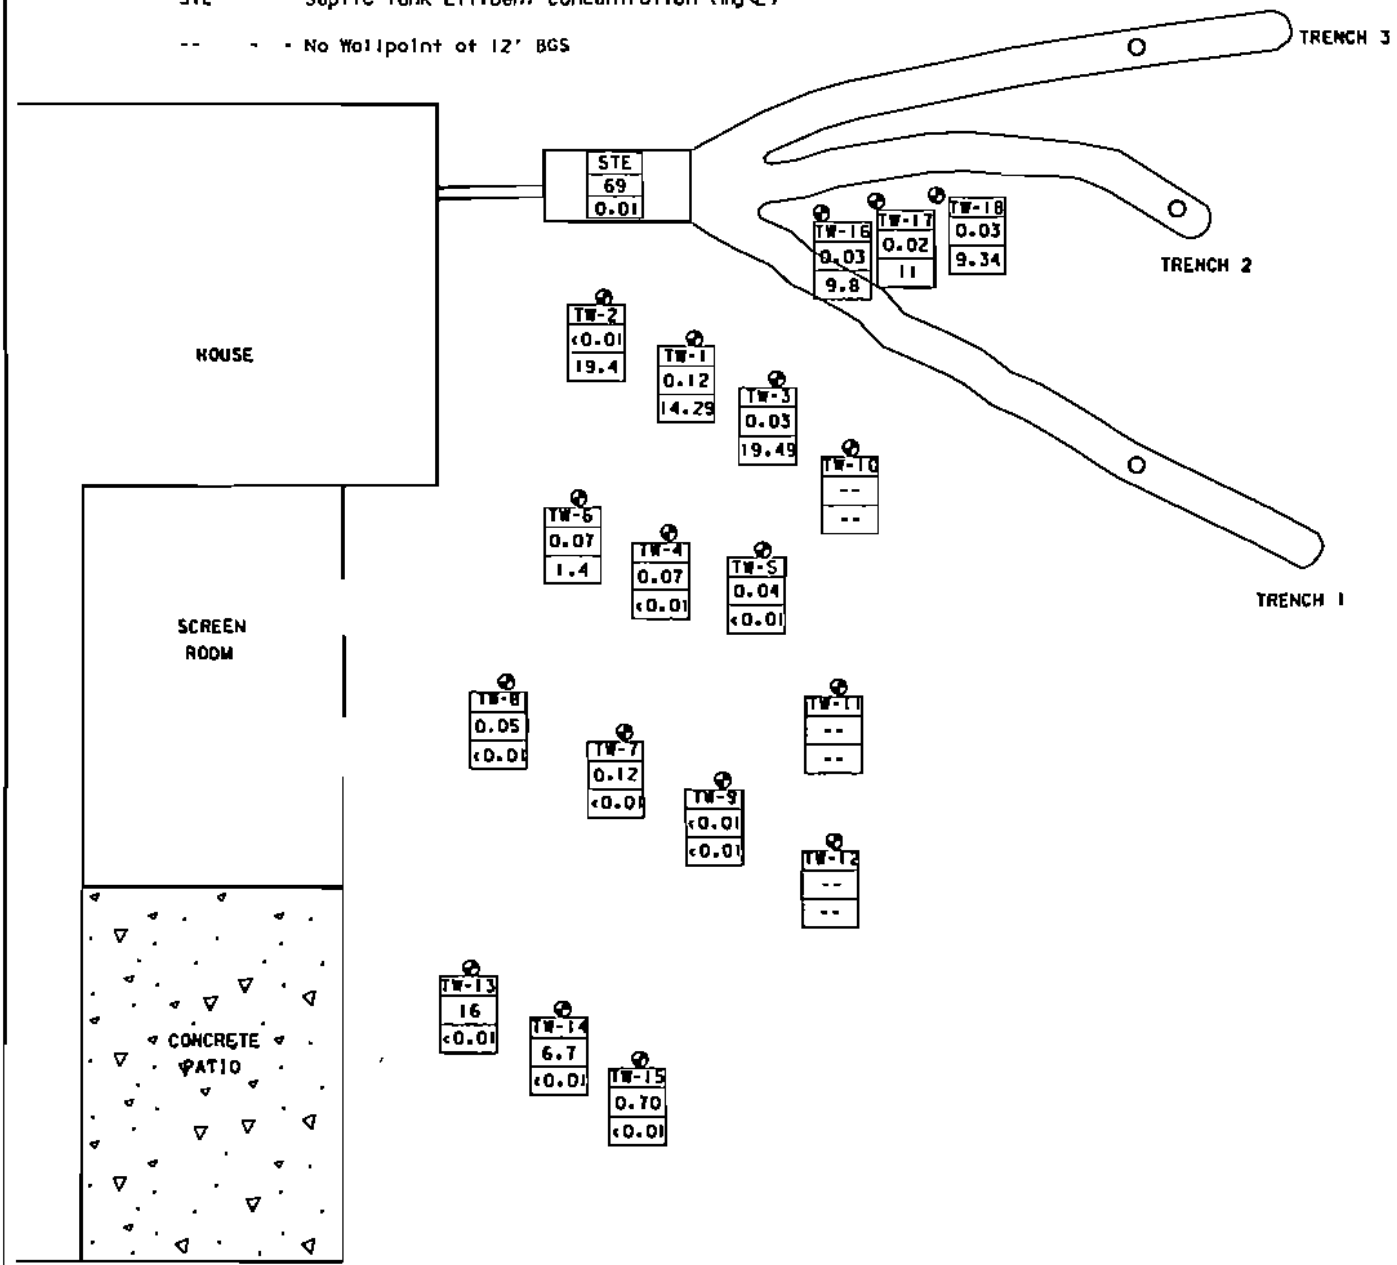 -- - - No Wellpoint at 12' BGS
TRENCH 3
STE
69
0.01
TW-16
0.03
9.8
TW-17
0.02
11
TW-18
0.03
9.34
TRENCH 2
HOUSE
TW-2
<0.01
19.4
TW-1
0.12
14.29
TW-3
0.03
19.49
TW-10
--
--
TW-6
0.07
1.4
TW-4
0.07
<0.01
TW-5
0.04
<0.01
TRENCH 1
SCREEN
ROOM
TW-8
0.05
<0.01
TW-7
0.12
<0.01
TW-9
<0.01
<0.01
TW-11
--
--
TW-12
--
--
TW-13
16
<0.01
TW-14
6.7
<0.01
TW-15
0.70
<0.01
CONCRETE
PATIO